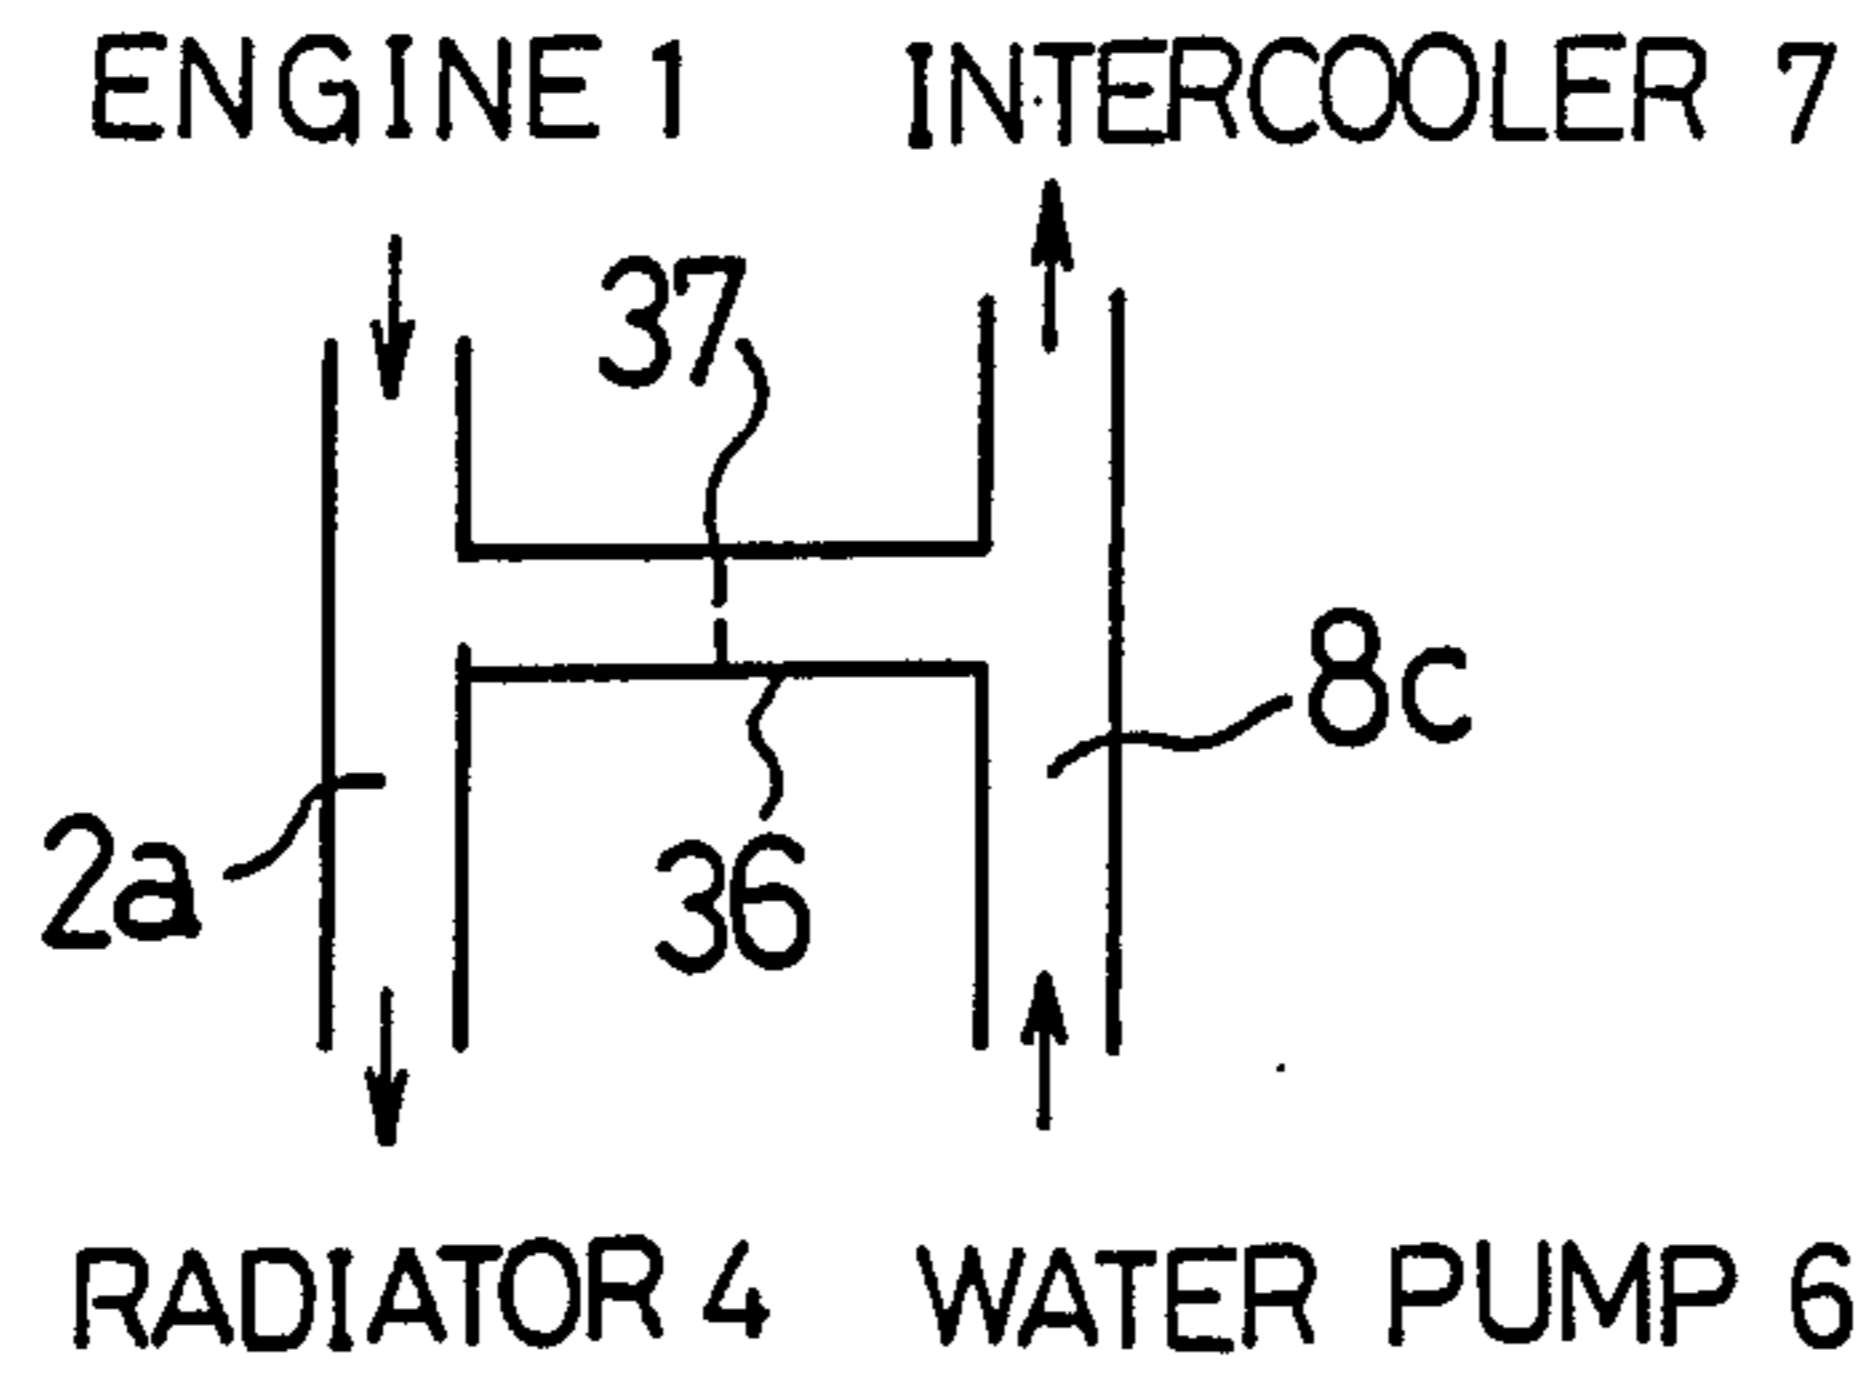 ENGINE 1 INTERCOOLER 7
37
8c
2a
36
RADIATOR 4 WATER PUMP 6